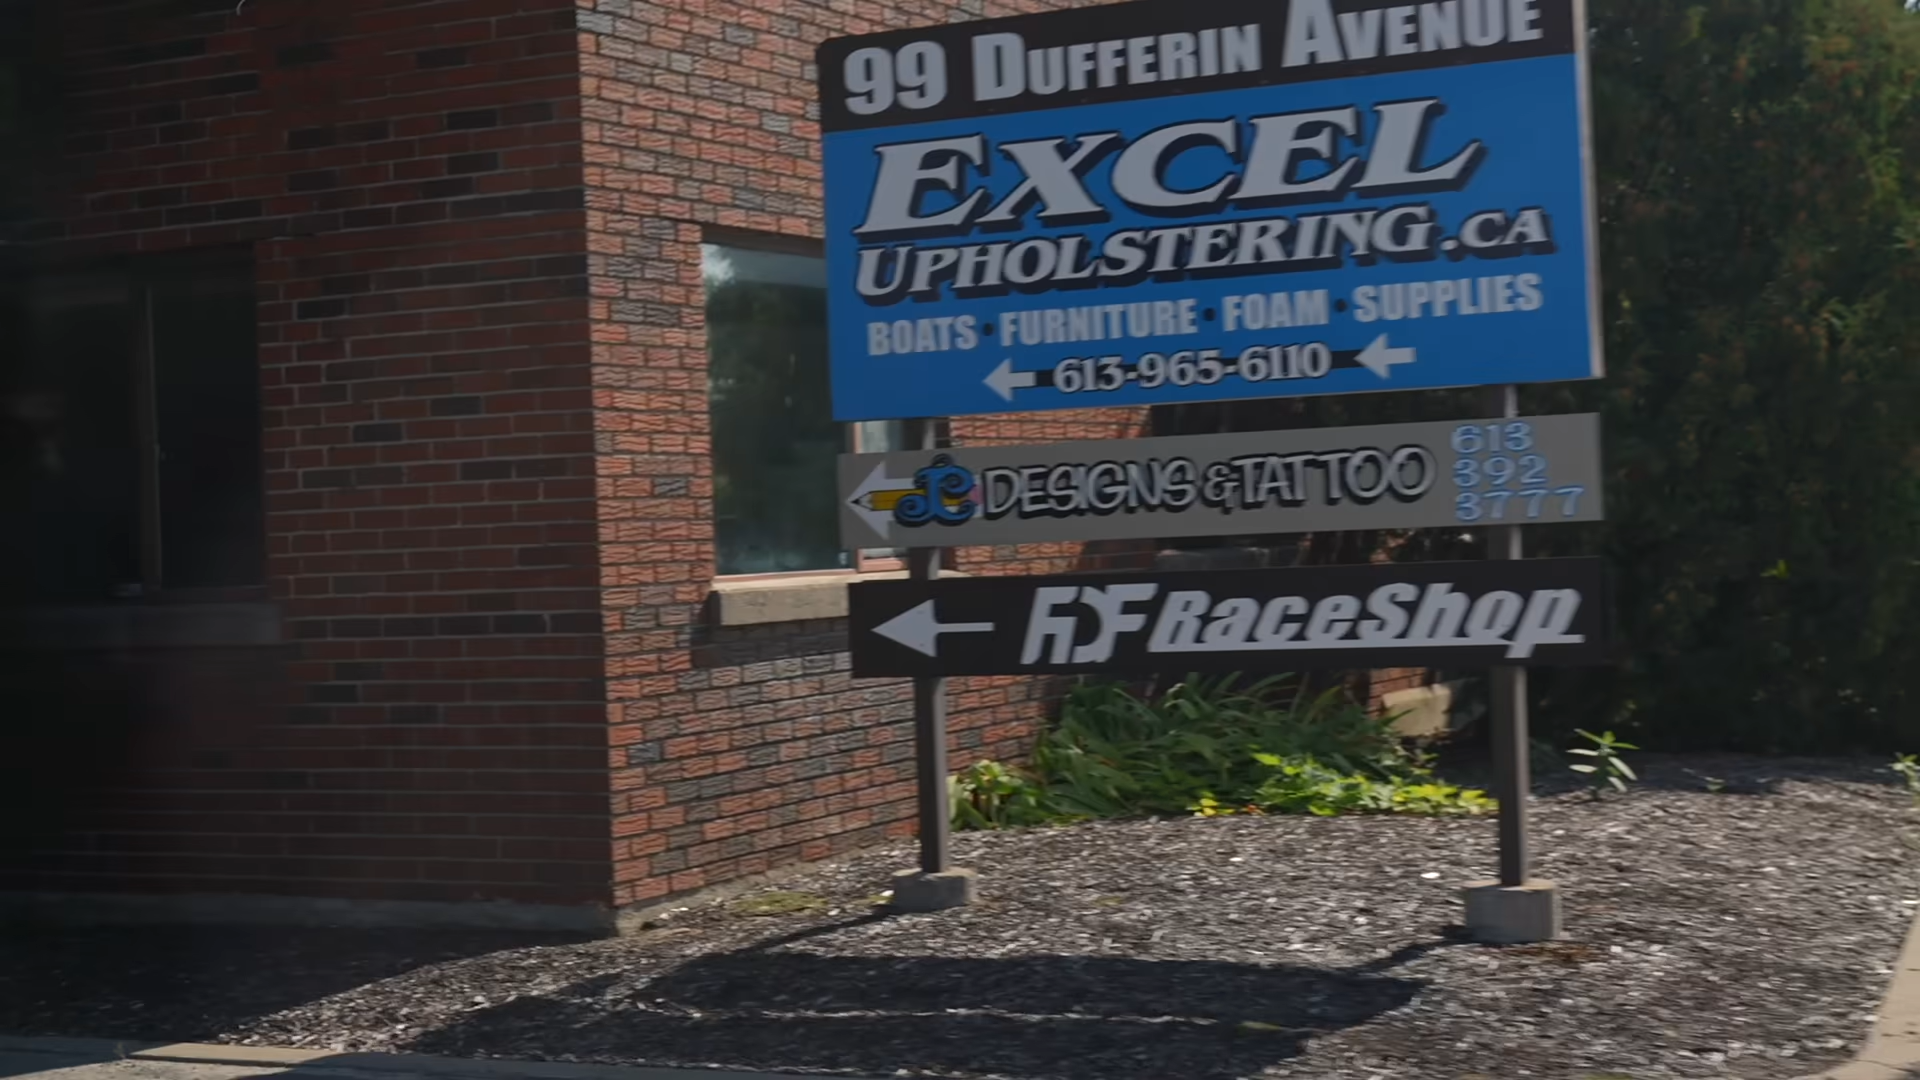 99 DUFFERIN AVENUE
EXCEL
UPHOLSTERING.CA
BOATS • FURNITURE • FOAM • SUPPLIES
613-965-6110
DESIGNS & TATTOO
613
392
3777
RaceShop